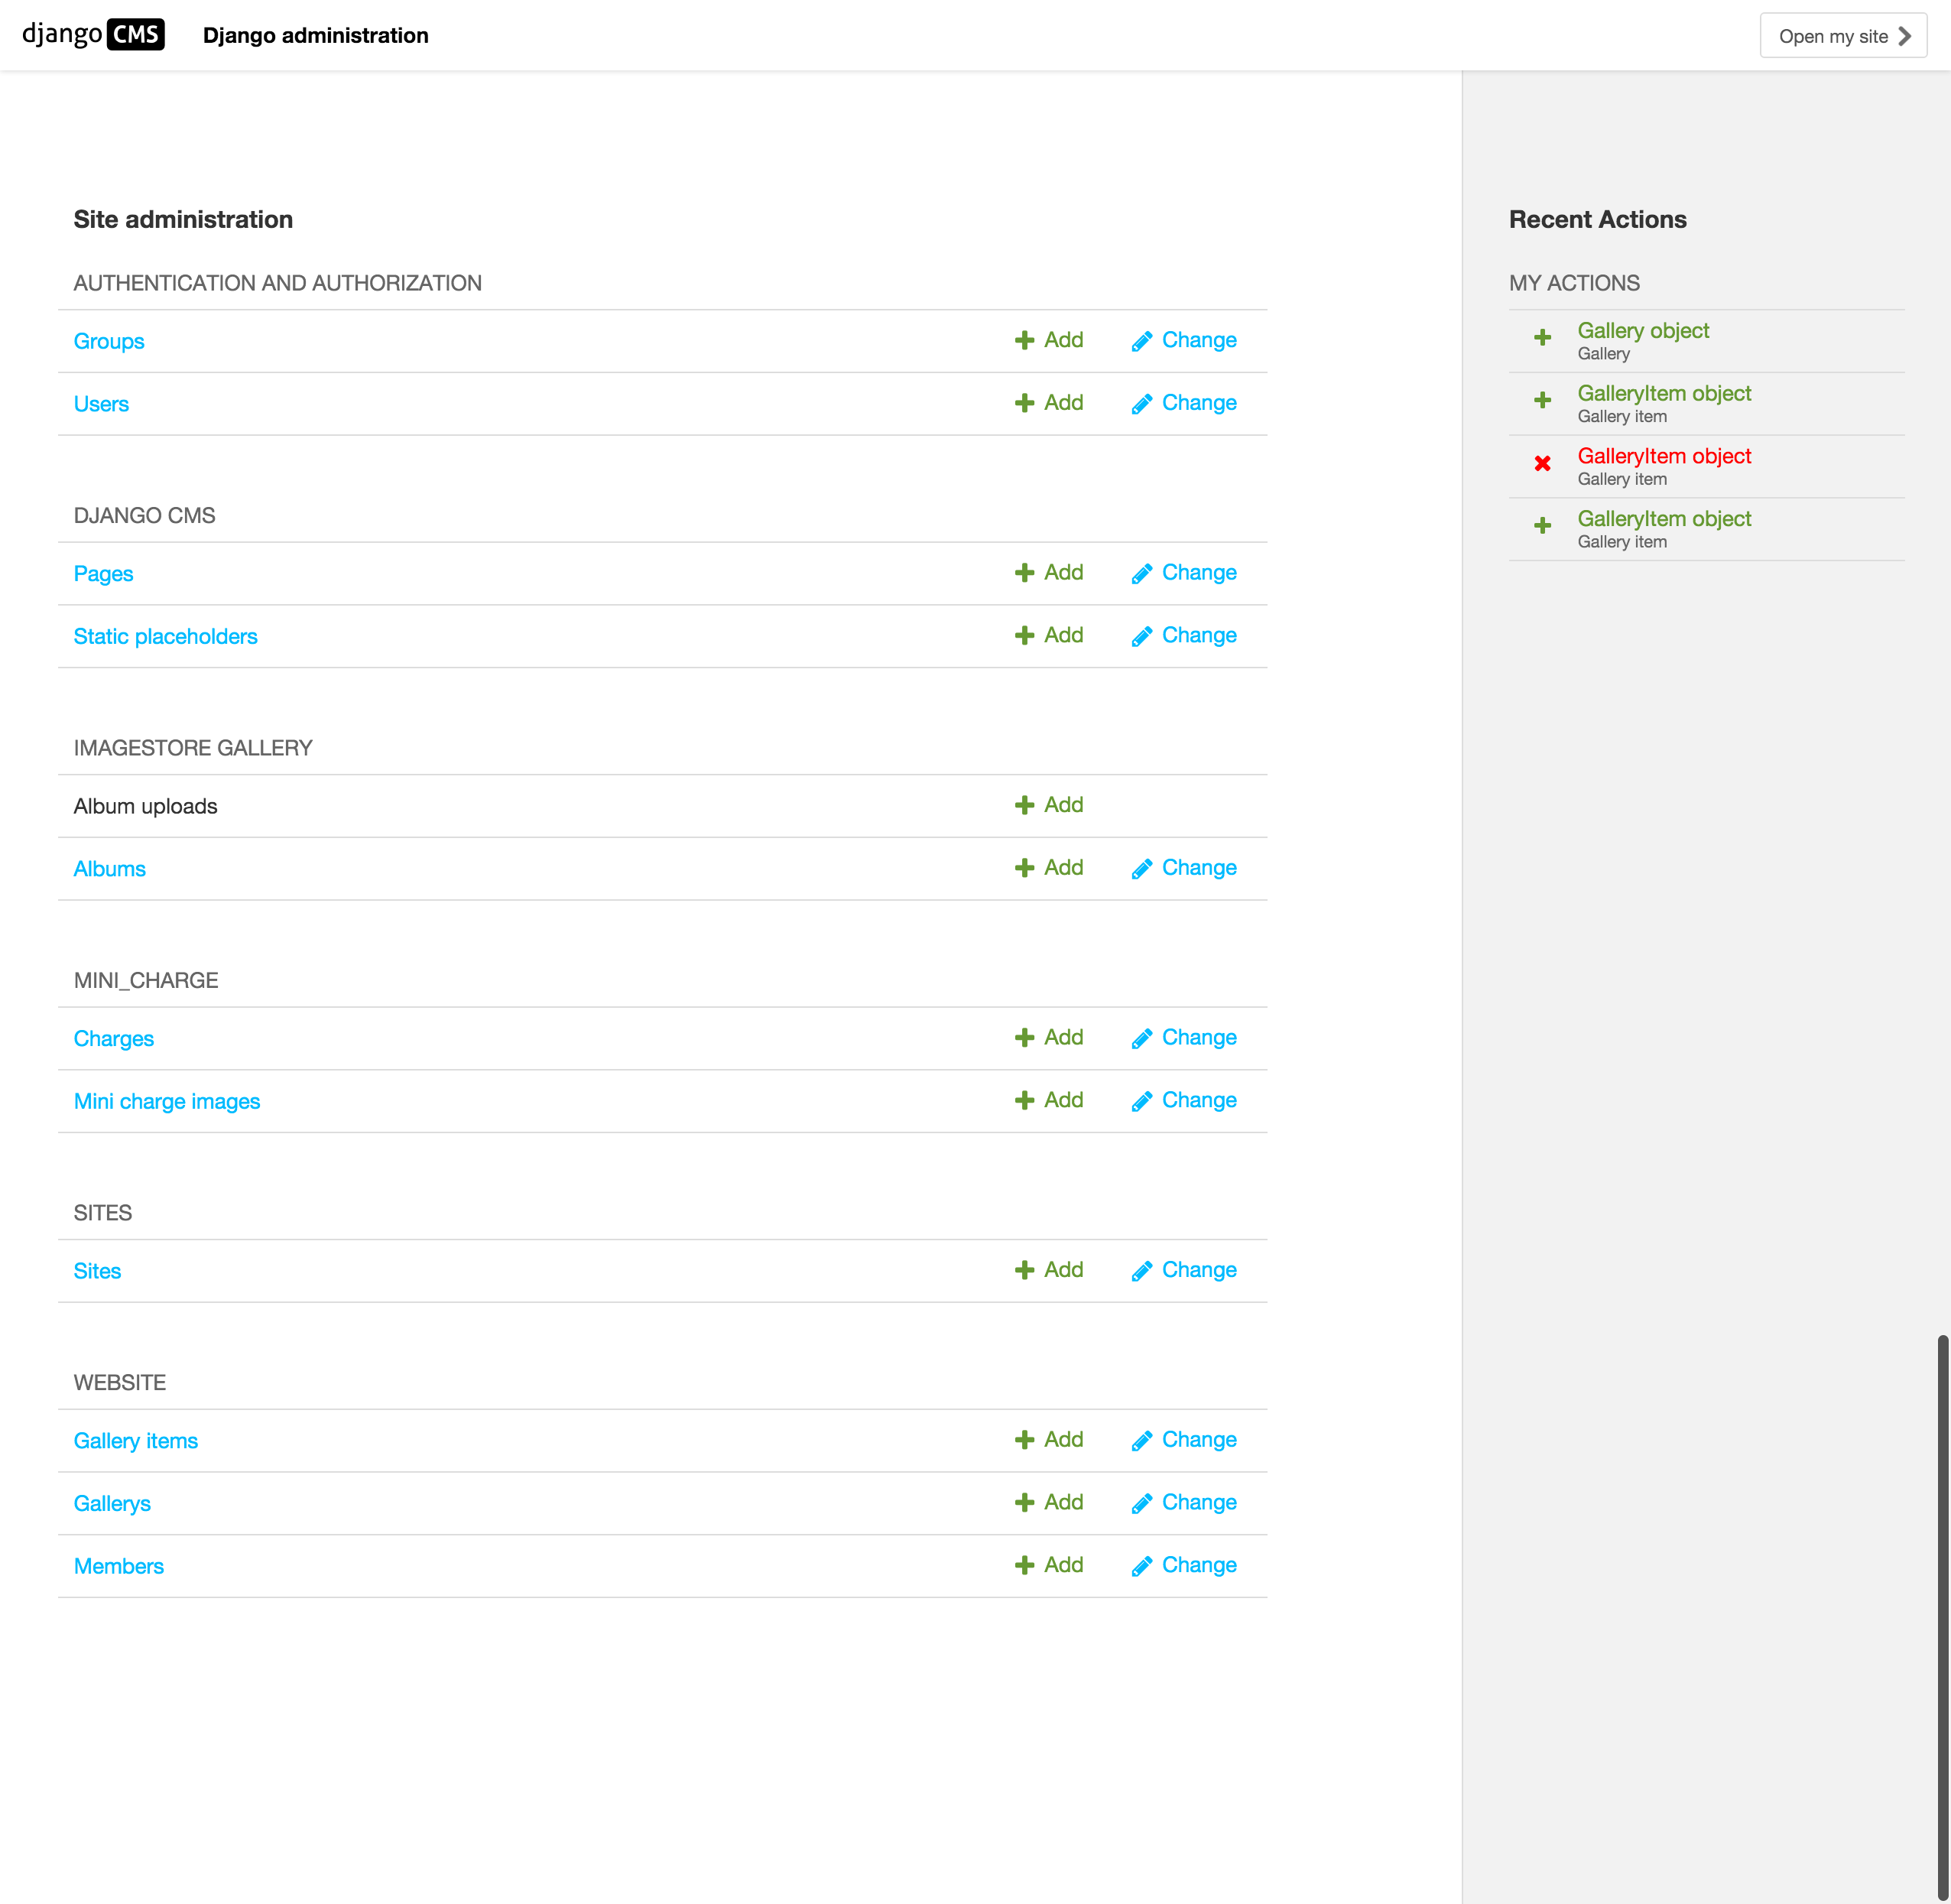 django CMS Django administration Open my site
Site administration
AUTHENTICATION AND AUTHORIZATION
Groups Add Change
Users Add Change
DJANGO CMS
Pages Add Change
Static placeholders Add Change
IMAGESTORE GALLERY
Album uploads Add
Albums Add Change
MINI_CHARGE
Charges Add Change
Mini charge images Add Change
SITES
Sites Add Change
WEBSITE
Gallery items Add Change
Gallerys Add Change
Members Add Change
Recent Actions
MY ACTIONS
Gallery object
Gallery
GalleryItem object
Gallery item
GalleryItem object
Gallery item
GalleryItem object
Gallery item